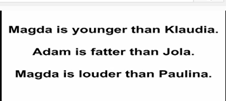 Magda is younger than Klaudia.
Adam is fatter than Jola.
Magda is louder than Paulina.